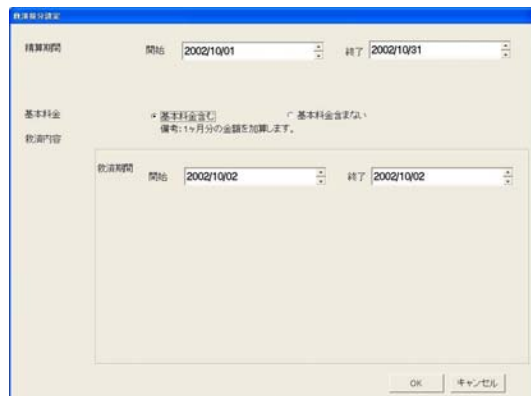 救済差分設定
精算期間 開始 2002/10/01 終了 2002/10/31
基本料金 基本料金含む 基本料金含まない
備考:1ヶ月分の金額を加算します。
救済内容
救済期間 開始 2002/10/02 終了 2002/10/02
OK キャンセル